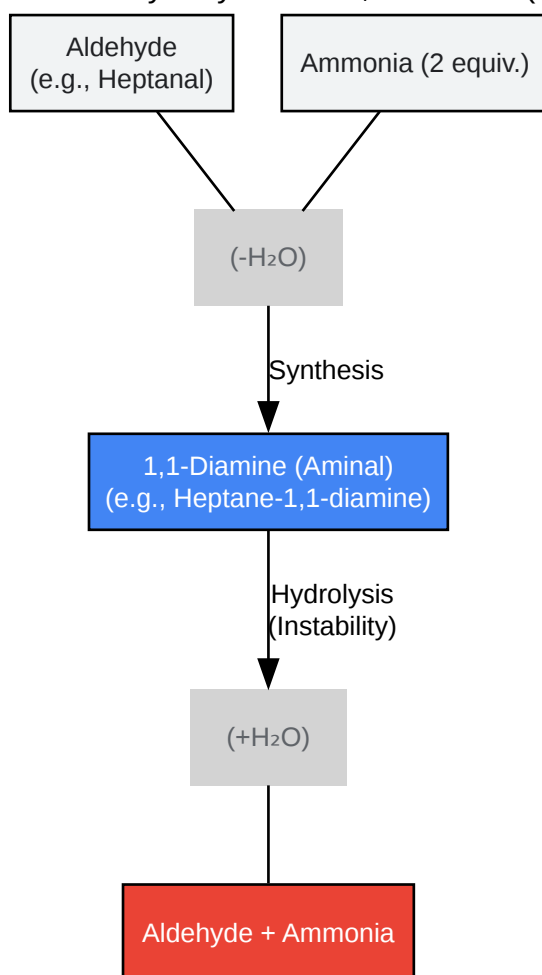 Aldehyde
(e.g., Heptanal)
Ammonia (2 equiv.)
(-H₂O)
Synthesis
1,1-Diamine (Aminal)
(e.g., Heptane-1,1-diamine)
Hydrolysis
(Instability)
(+H₂O)
Aldehyde + Ammonia